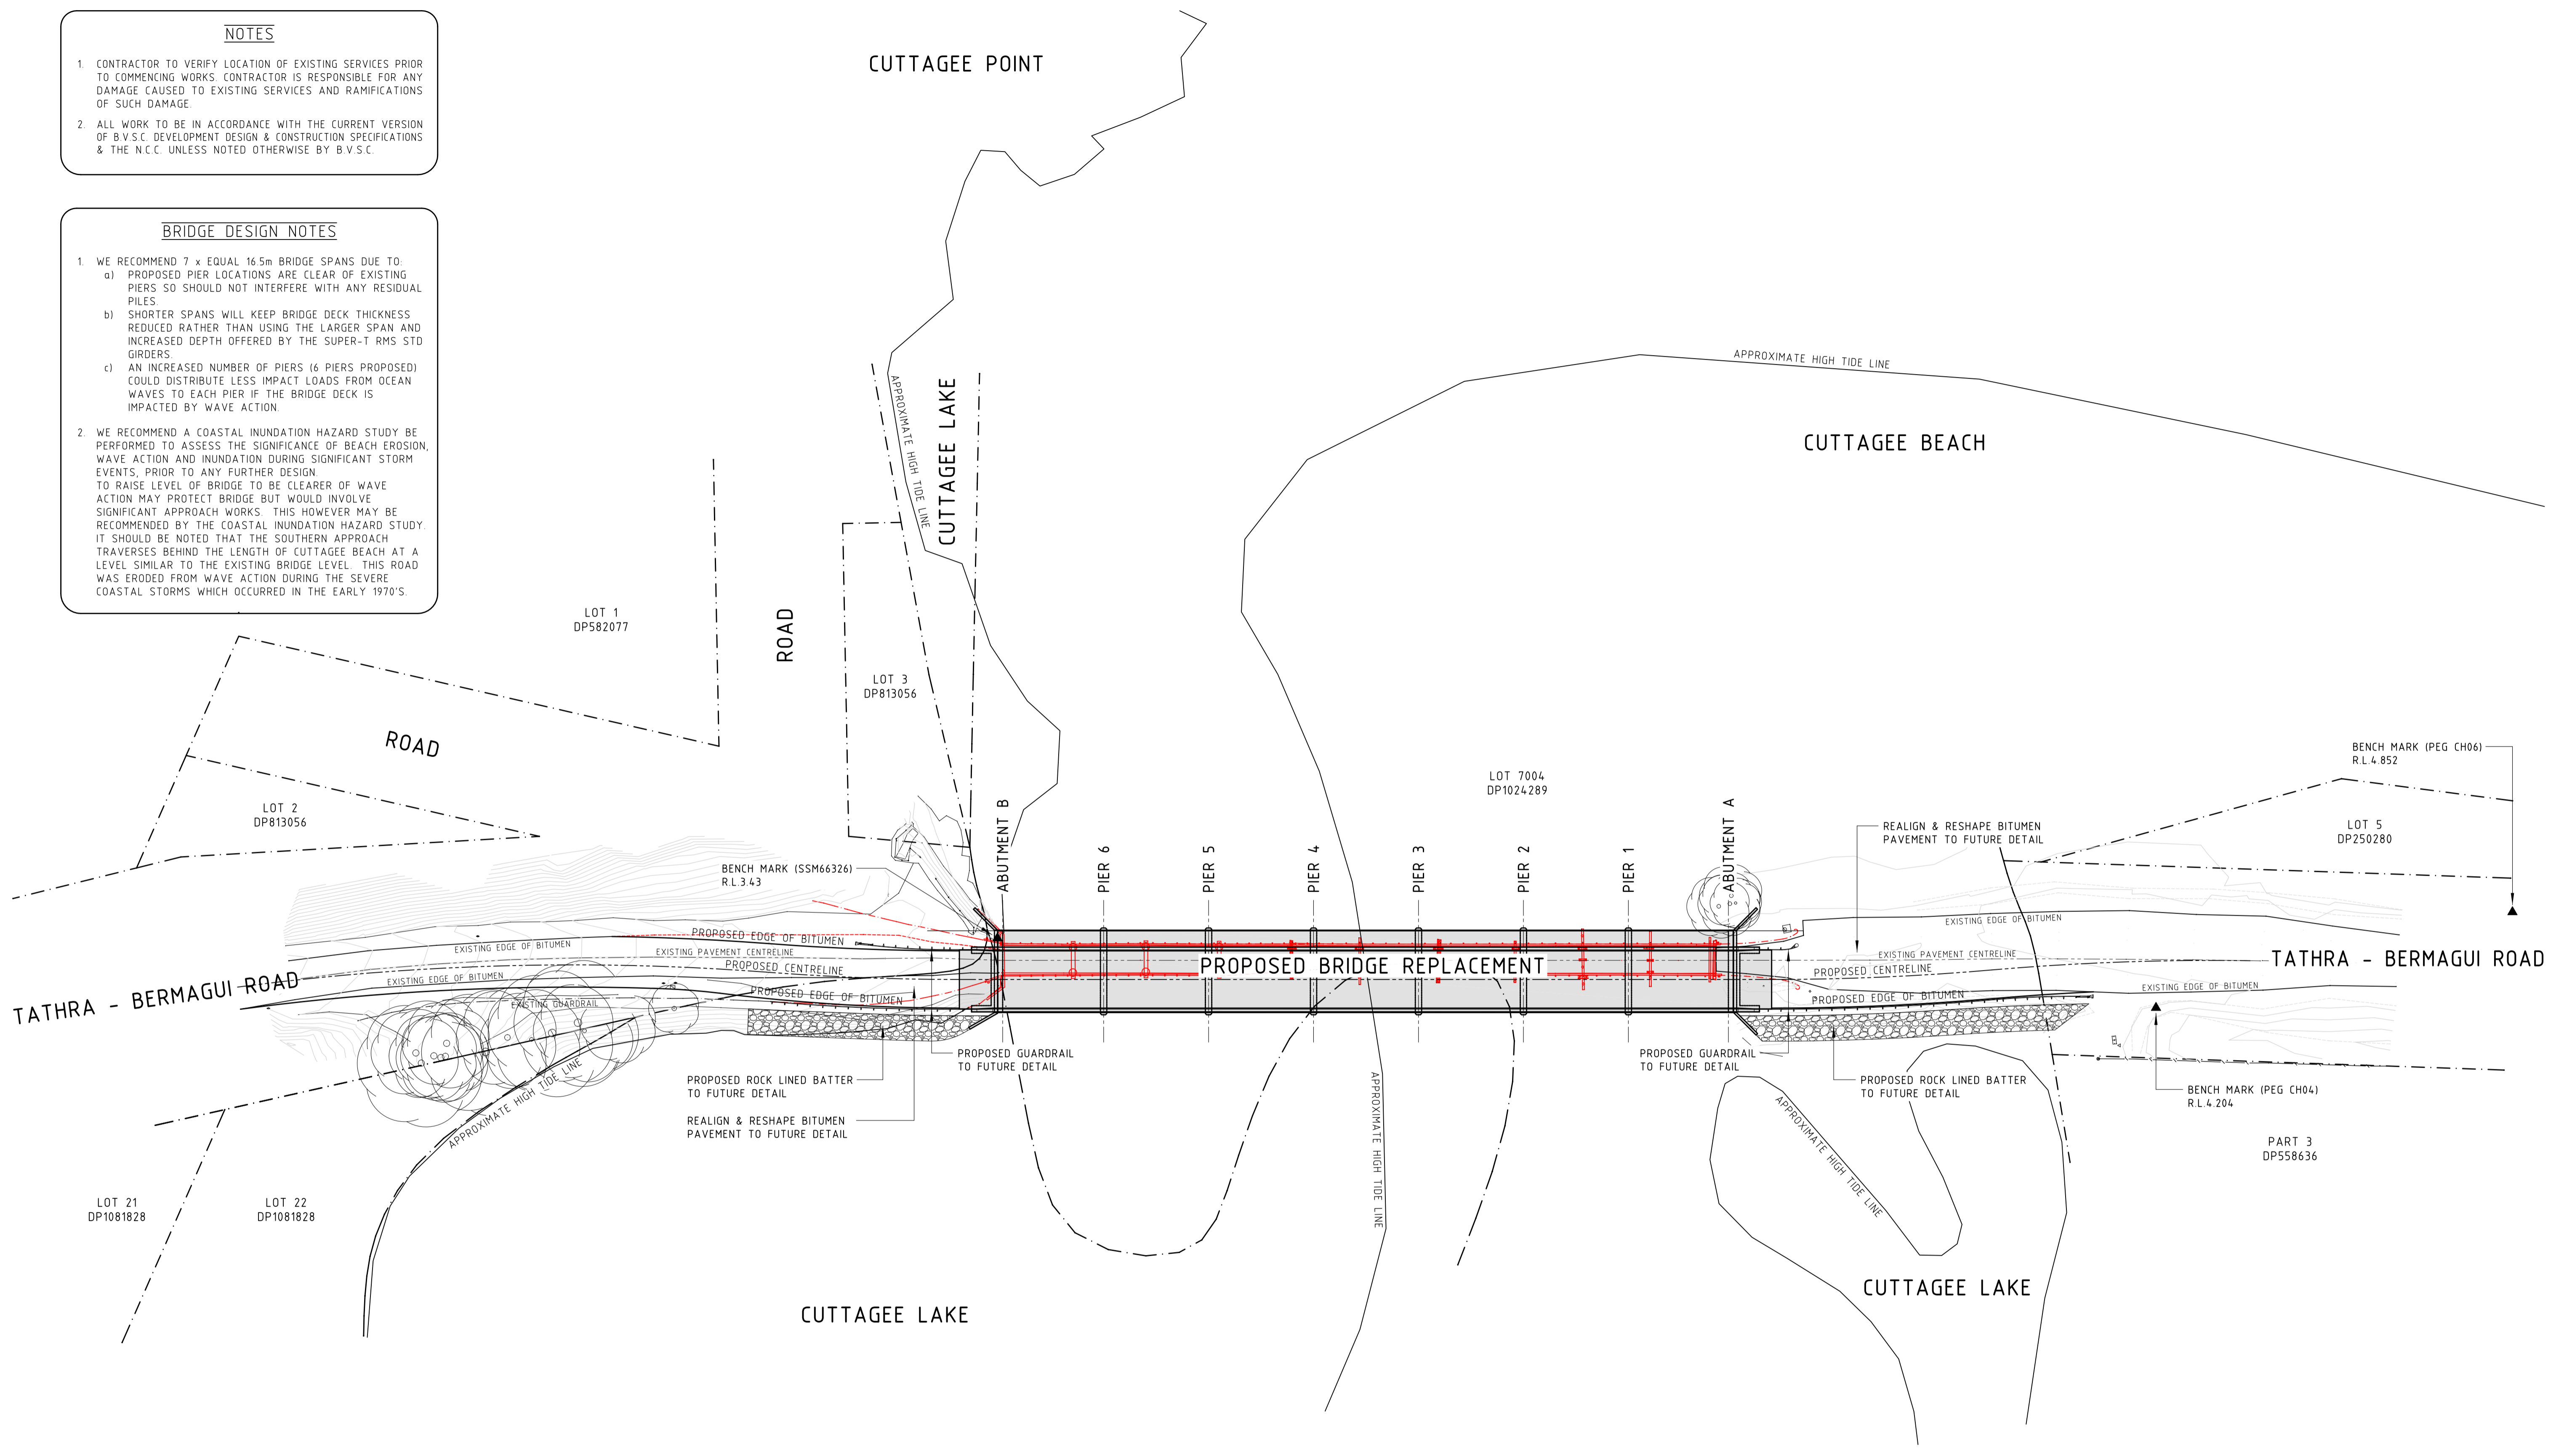 NOTES
1. CONTRACTOR TO VERIFY LOCATION OF EXISTING SERVICES PRIOR
TO COMMENCING WORKS. CONTRACTOR IS RESPONSIBLE FOR ANY
DAMAGE CAUSED TO EXISTING SERVICES AND RAMIFICATIONS
OF SUCH DAMAGE.
2. ALL WORK TO BE IN ACCORDANCE WITH THE CURRENT VERSION
OF B.V.S.C. DEVELOPMENT DESIGN & CONSTRUCTION SPECIFICATIONS
& THE N.C.C. UNLESS NOTED OTHERWISE BY B.V.S.C.
BRIDGE DESIGN NOTES
1. WE RECOMMEND 7 x EQUAL 16.5m BRIDGE SPANS DUE TO:
a) PROPOSED PIER LOCATIONS ARE CLEAR OF EXISTING
PIERS SO SHOULD NOT INTERFERE WITH ANY RESIDUAL
PILES.
b) SHORTER SPANS WILL KEEP BRIDGE DECK THICKNESS
REDUCED RATHER THAN USING THE LARGER SPAN AND
INCREASED DEPTH OFFERED BY THE SUPER-T RMS STD
GIRDERS.
c) AN INCREASED NUMBER OF PIERS (6 PIERS PROPOSED)
COULD DISTRIBUTE LESS IMPACT LOADS FROM OCEAN
WAVES TO EACH PIER IF THE BRIDGE DECK IS
IMPACTED BY WAVE ACTION.
2. WE RECOMMEND A COASTAL INUNDATION HAZARD STUDY BE
PERFORMED TO ASSESS THE SIGNIFICANCE OF BEACH EROSION,
WAVE ACTION AND INUNDATION DURING SIGNIFICANT STORM
EVENTS, PRIOR TO ANY FURTHER DESIGN.
TO RAISE LEVEL OF BRIDGE TO BE CLEARER OF WAVE
ACTION MAY PROTECT BRIDGE BUT WOULD INVOLVE
SIGNIFICANT APPROACH WORKS. THIS HOWEVER MAY BE
RECOMMENDED BY THE COASTAL INUNDATION HAZARD STUDY.
IT SHOULD BE NOTED THAT THE SOUTHERN APPROACH
TRAVERSES BEHIND THE LENGTH OF CUTTAGEE BEACH AT A
LEVEL SIMILAR TO THE EXISTING BRIDGE LEVEL. THIS ROAD
WAS ERODED FROM WAVE ACTION DURING THE SEVERE
COASTAL STORMS WHICH OCCURRED IN THE EARLY 1970'S.
CUTTAGEE POINT
APPROXIMATE HIGH TIDE LINE
CUTTAGEE LAKE
APPROXIMATE HIGH TIDE LINE
CUTTAGEE BEACH
LOT 1
DP582077
ROAD
LOT 3
DP813056
ROAD
LOT 2
DP813056
LOT 7004
DP1024289
BENCH MARK (PEG CH06)
R.L.4.852
LOT 5
DP250280
REALIGN & RESHAPE BITUMEN
PAVEMENT TO FUTURE DETAIL
BENCH MARK (SSM66326)
R.L.3.43
ABUTMENT B
PIER 6
PIER 5
PIER 4
PIER 3
PIER 2
PIER 1
ABUTMENT A
PROPOSED EDGE OF BITUMEN
EXISTING EDGE OF BITUMEN
EXISTING PAVEMENT CENTRELINE
PROPOSED CENTRELINE
EXISTING EDGE OF BITUMEN
PROPOSED EDGE OF BITUMEN
EXISTING GUARDRAIL
TATHRA - BERMAGUI ROAD
PROPOSED BRIDGE REPLACEMENT
EXISTING EDGE OF BITUMEN
EXISTING PAVEMENT CENTRELINE
PROPOSED CENTRELINE
PROPOSED EDGE OF BITUMEN
EXISTING EDGE OF BITUMEN
TATHRA - BERMAGUI ROAD
PROPOSED GUARDRAIL
TO FUTURE DETAIL
PROPOSED ROCK LINED BATTER
TO FUTURE DETAIL
REALIGN & RESHAPE BITUMEN
PAVEMENT TO FUTURE DETAIL
APPROXIMATE HIGH TIDE LINE
APPROXIMATE HIGH TIDE LINE
PROPOSED GUARDRAIL
TO FUTURE DETAIL
PROPOSED ROCK LINED BATTER
TO FUTURE DETAIL
APPROXIMATE HIGH TIDE LINE
BENCH MARK (PEG CH04)
R.L.4.204
PART 3
DP558636
LOT 21
DP1081828
LOT 22
DP1081828
CUTTAGEE LAKE
CUTTAGEE LAKE